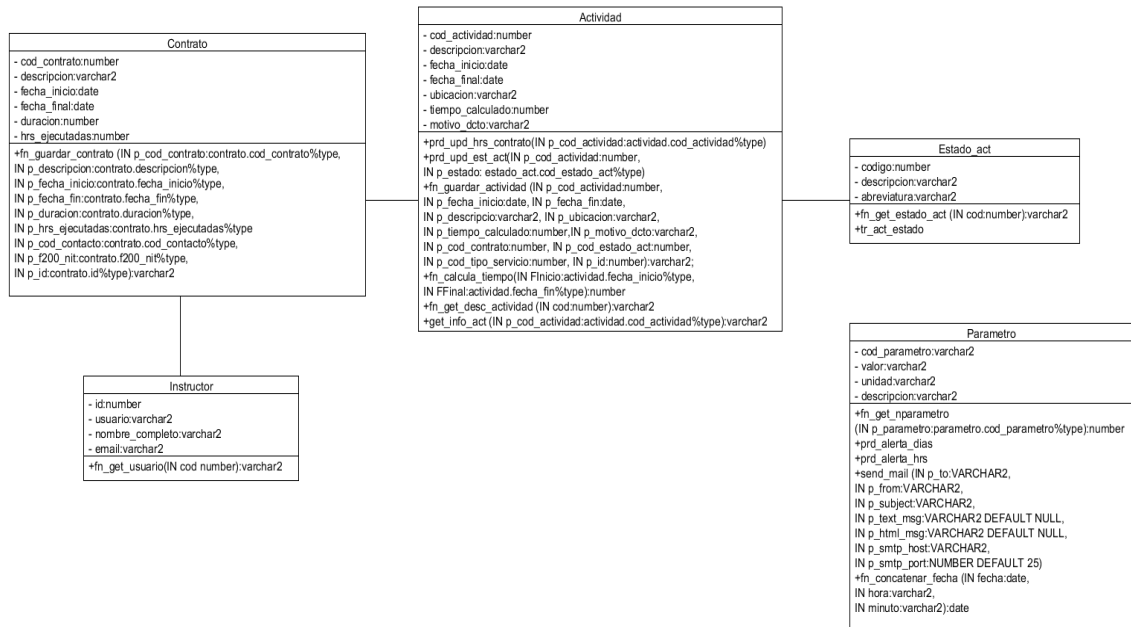 Contrato
- cod_contrato:number
- descripcion:varchar2
- fecha_inicio:date
- fecha_final:date
- duracion:number
- hrs_ejecutadas:number
+fn_guardar_contrato (IN p_cod_contrato:contrato.cod_contrato%type,
IN p_descripcion:contrato.descripcion%type,
IN p_fecha_inicio:contrato.fecha_inicio%type,
IN p_fecha_fin:contrato.fecha_fin%type,
IN p_duracion:contrato.duracion%type,
IN p_hrs_ejecutadas:contrato.hrs_ejecutadas%type
IN p_cod_contacto:contrato.cod_contacto%type,
IN p_f200_nit:contrato.f200_nit%type,
IN p_id:contrato.id%type):varchar2
Actividad
- cod_actividad:number
- descripcion:varchar2
- fecha_inicio:date
- fecha_final:date
- ubicacion:varchar2
- tiempo_calculado:number
- motivo_dcto:varchar2
+prd_upd_hrs_contrato(IN p_cod_actividad:actividad.cod_actividad%type)
+prd_upd_est_act(IN p_cod_actividad:number,
IN p_estado: estado_act.cod_estado_act%type)
+fn_guardar_actividad (IN p_cod_actividad:number,
IN p_fecha_inicio:date, IN p_fecha_fin:date,
IN p_descripcio:varchar2, IN p_ubicacion:varchar2,
IN p_tiempo_calculado:number,IN p_motivo_dcto:varchar2,
IN p_cod_contrato:number, IN p_cod_estado_act:number,
IN p_cod_tipo_servicio:number, IN p_id:number):varchar2;
+fn_calcula_tiempo(IN FInicio:actividad.fecha_inicio%type,
IN FFinal:actividad.fecha_fin%type):number
+fn_get_desc_actividad (IN cod:number):varchar2
+get_info_act (IN p_cod_actividad:actividad.cod_actividad%type):varchar2
Estado_act
- codigo:number
- descripcion:varchar2
- abreviatura:varchar2
+fn_get_estado_act (IN cod:number):varchar2
+tr_act_estado
Instructor
- id:number
- usuario:varchar2
- nombre_completo:varchar2
- email:varchar2
+fn_get_usuario(IN cod number):varchar2
Parametro
- cod_parametro:varchar2
- valor:varchar2
- unidad:varchar2
- descripcion:varchar2
+fn_get_nparametro
(IN p_parametro:parametro.cod_parametro%type):number
+prd_alerta_dias
+prd_alerta_hrs
+send_mail (IN p_to:VARCHAR2,
IN p_from:VARCHAR2,
IN p_subject:VARCHAR2,
IN p_text_msg:VARCHAR2 DEFAULT NULL,
IN p_html_msg:VARCHAR2 DEFAULT NULL,
IN p_smtp_host:VARCHAR2,
IN p_smtp_port:NUMBER DEFAULT 25)
+fn_concatenar_fecha (IN fecha:date,
IN hora:varchar2,
IN minuto:varchar2):date